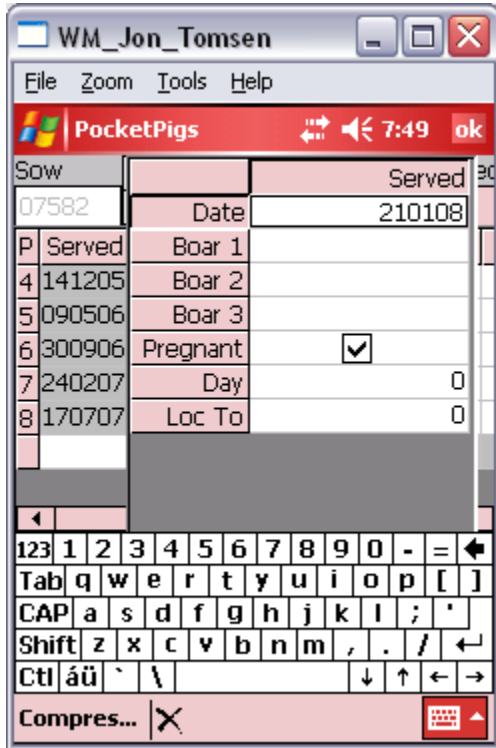 WM_Jon_Tomsen
File Zoom Tools Help
PocketPigs 7:49 ok
Sow
07582
Served
Date 210108
Boar 1
Boar 2
Boar 3
Pregnant
Day 0
Loc To 0
P Served
4 141205
5 090506
6 300906
7 240207
8 170707
123 1 2 3 4 5 6 7 8 9 0 - =
Tab q w e r t y u i o p [ ]
CAP a s d f g h j k l ; '
Shift z x c v b n m , . /
Ctl áü ` \ ↓ ↑ ← →
Compres...